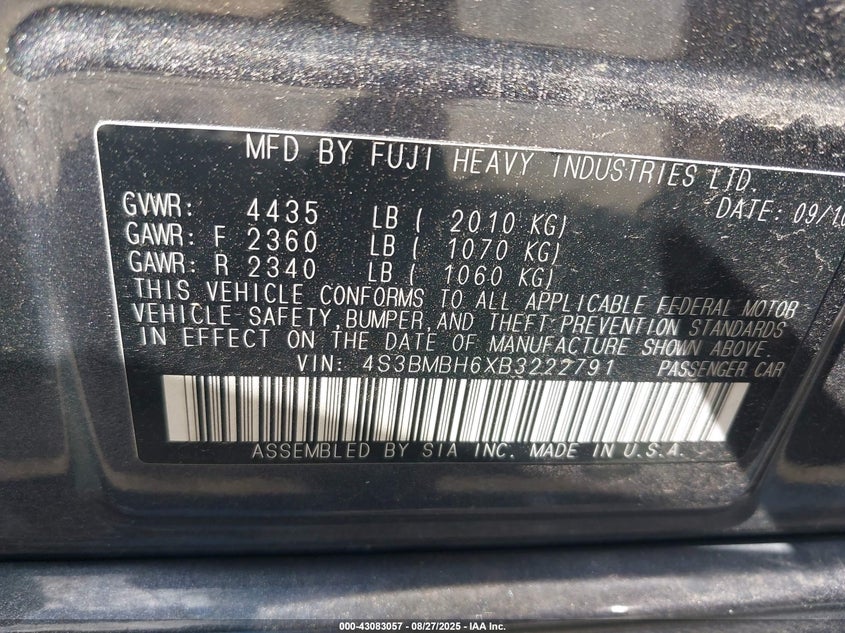 MFD BY FUJI HEAVY INDUSTRIES LTD.
GVWR: 4435 LB ( 2010 KG) DATE: 09/10
GAWR: F 2360 LB ( 1070 KG)
GAWR: R 2340 LB ( 1060 KG)
THIS VEHICLE CONFORMS TO ALL APPLICABLE FEDERAL MOTOR
VEHICLE SAFETY, BUMPER, AND THEFT PREVENTION STANDARDS
IN EFFECT ON THE DATE OF MANUFACTURE SHOWN ABOVE.
VIN: 4S3BMBH6XB3222791 PASSENGER CAR
ASSEMBLED BY SIA INC. MADE IN U.S.A.
000-43083057 - 08/27/2025 - IAA Inc.